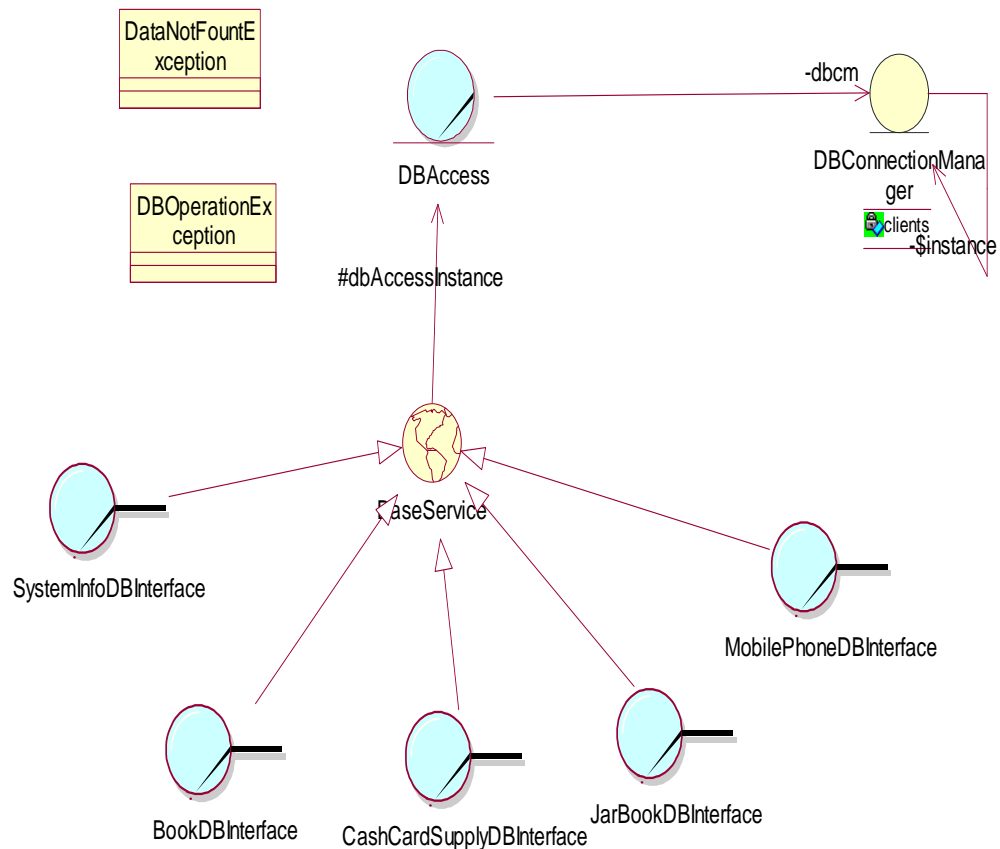 DataNotFountE
xception
-dbcm
DBAccess
DBConnectionMana
ger
clients
-$instance
DBOperationEx
ception
#dbAccessInstance
BaseService
SystemInfoDBInterface
MobilePhoneDBInterface
JarBookDBInterface
BookDBInterface
CashCardSupplyDBInterface